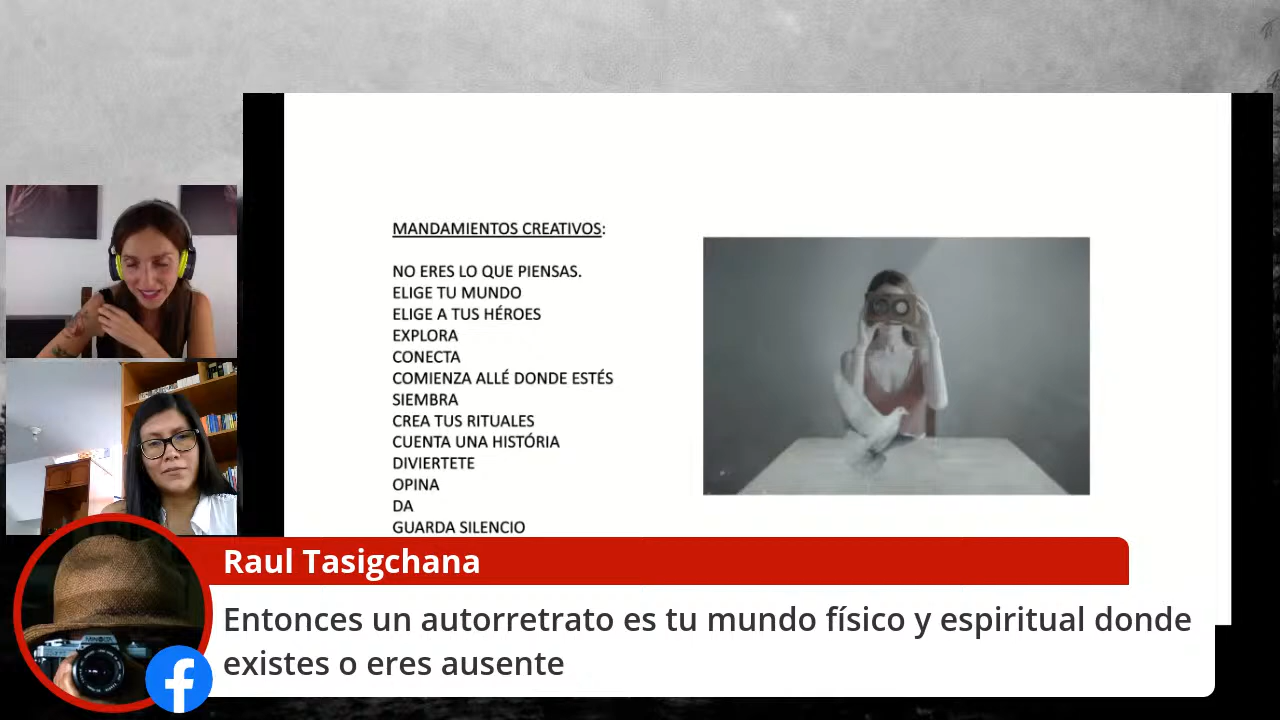 MANDAMIENTOS CREATIVOS:
NO ERES LO QUE PIENSAS.
ELIGE TU MUNDO
ELIGE A TUS HÉROES
EXPLORA
CONECTA
COMIENZA ALLÉ DONDE ESTÉS
SIEMBRA
CREA TUS RITUALES
CUENTA UNA HISTÓRIA
DIVIERTETE
OPINA
DA
GUARDA SILENCIO
Raul Tasigchana
Entonces un autorretrato es tu mundo físico y espiritual donde
existes o eres ausente
MINOLTA